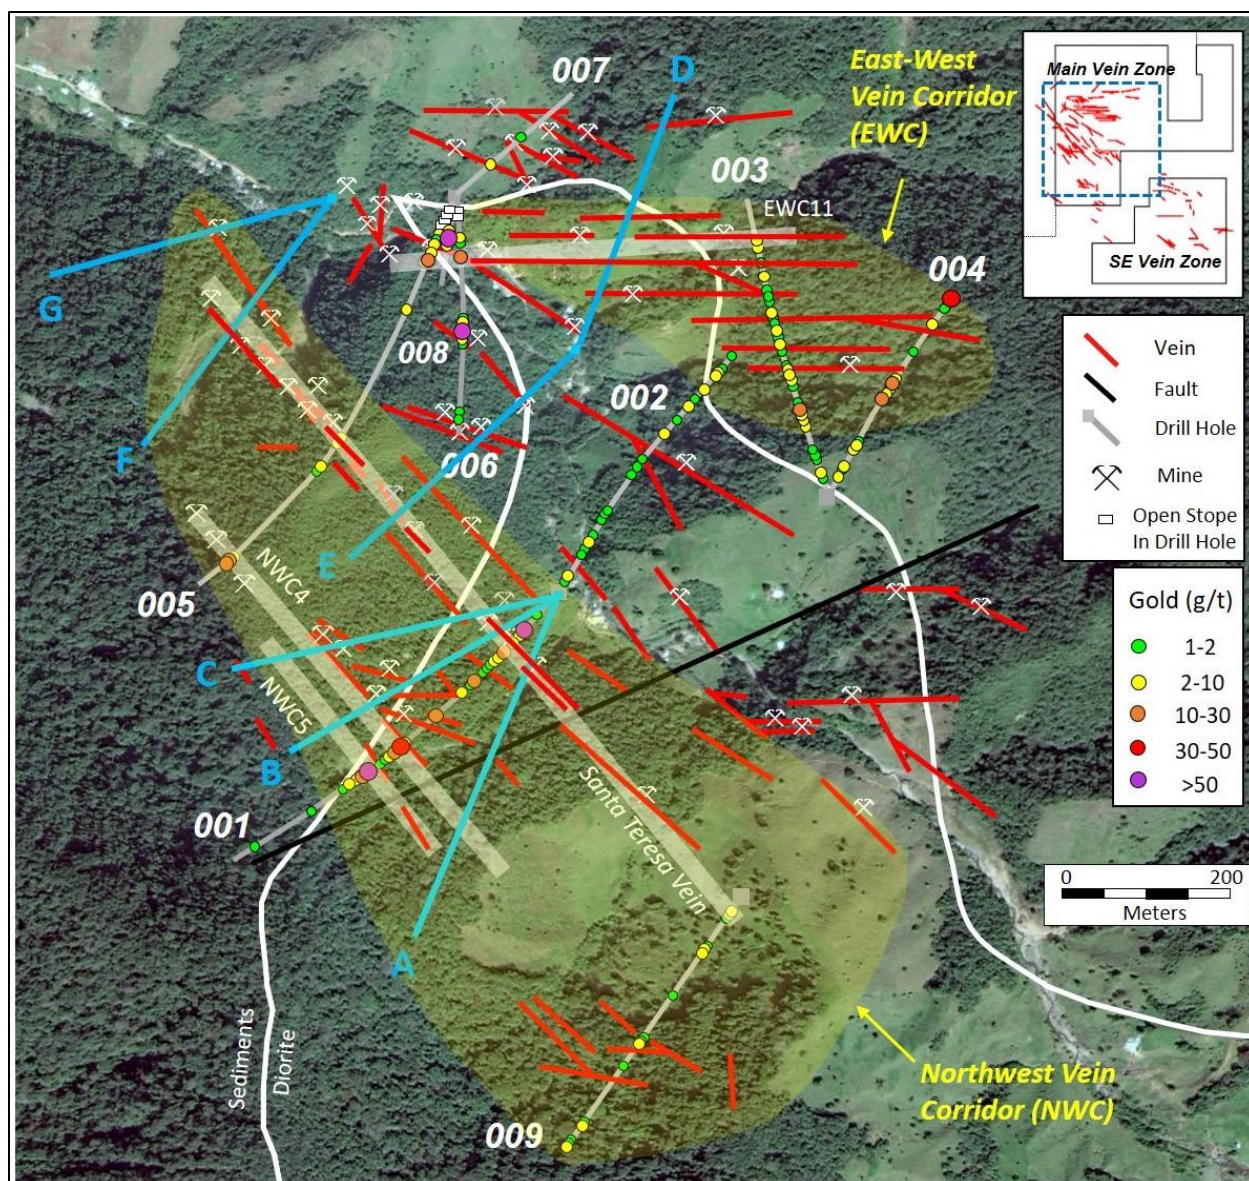 007
D
East-West
Vein Corridor
(EWC)
003
EWC11
004
Main Vein Zone
SE Vein Zone
G
008
002
F
006
Vein
Fault
Drill Hole
Mine
Open Stope
In Drill Hole
E
NWC4
005
Gold (g/t)
1-2
2-10
10-30
30-50
>50
C
NWC5
B
001
Santa Teresa Vein
0 200
Meters
A
Sediments
Diorite
Northwest Vein
Corridor (NWC)
009